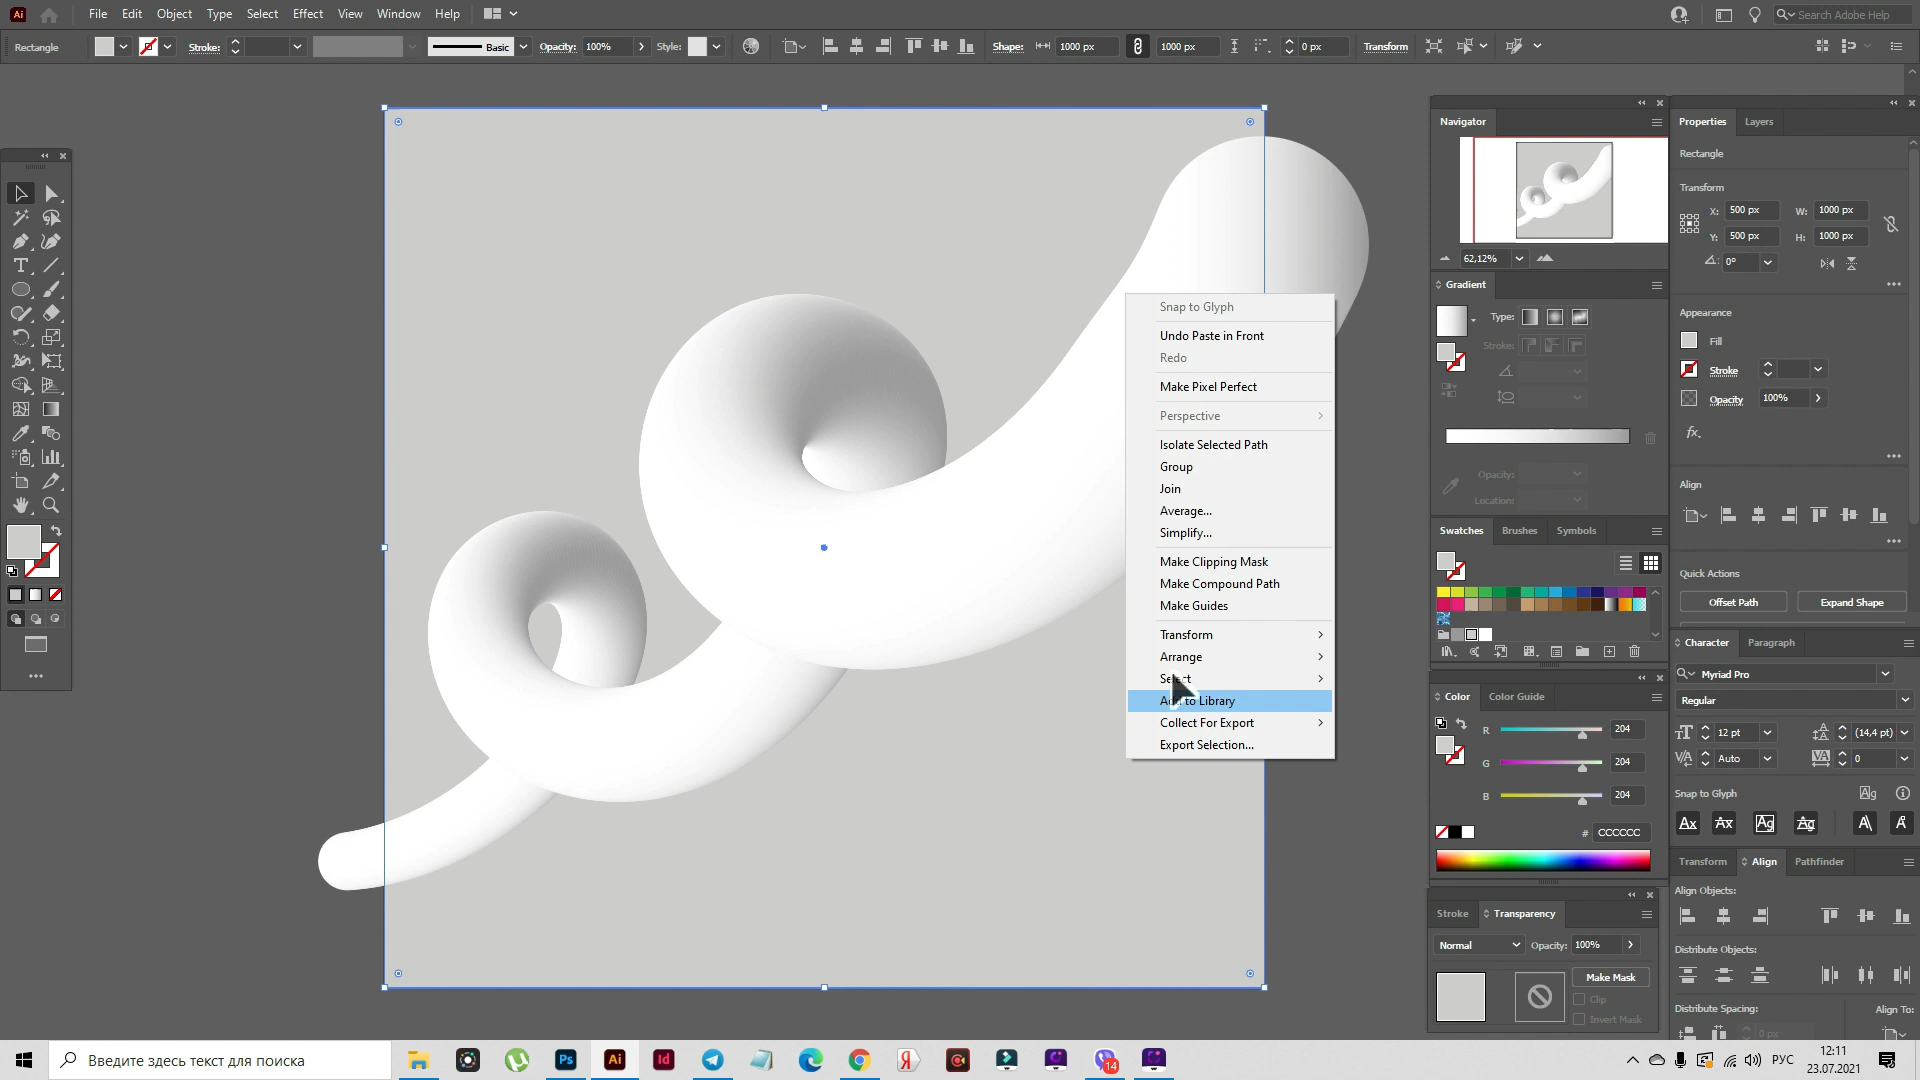 Ai File Edit Object Type Select Effect View Window Help Search Adobe Help
Rectangle Stroke: Basic Opacity: 100% Style: Shape: 1000 px 1000 px 0 px Transform
Navigator
62,12%
Gradient
Type:
Stroke:
Opacity:
Location:
Swatches Brushes Symbols
Color Color Guide
R 204
G 204
B 204
# CCCCCC
Stroke Transparency
Normal Opacity: 100%
Make Mask
Clip
Invert Mask
Properties Layers
Rectangle
Transform
X: 500 px W: 1000 px
Y: 500 px H: 1000 px
0°
Appearance
Fill
Stroke
Opacity 100%
fx.
Align
Quick Actions
Offset Path Expand Shape
Character Paragraph
Myriad Pro
Regular
12 pt (14,4 pt)
Auto 0
Snap to Glyph
Transform Align Pathfinder
Align Objects:
Distribute Objects:
Distribute Spacing: Align To:
0 px
Snap to Glyph
Undo Paste in Front
Redo
Make Pixel Perfect
Perspective
Isolate Selected Path
Group
Join
Average...
Simplify...
Make Clipping Mask
Make Compound Path
Make Guides
Transform
Arrange
Select
Add to Library
Collect For Export
Export Selection...
Введите здесь текст для поиска
Ps Ai Id Я 14
РУС 12:11
23.07.2021